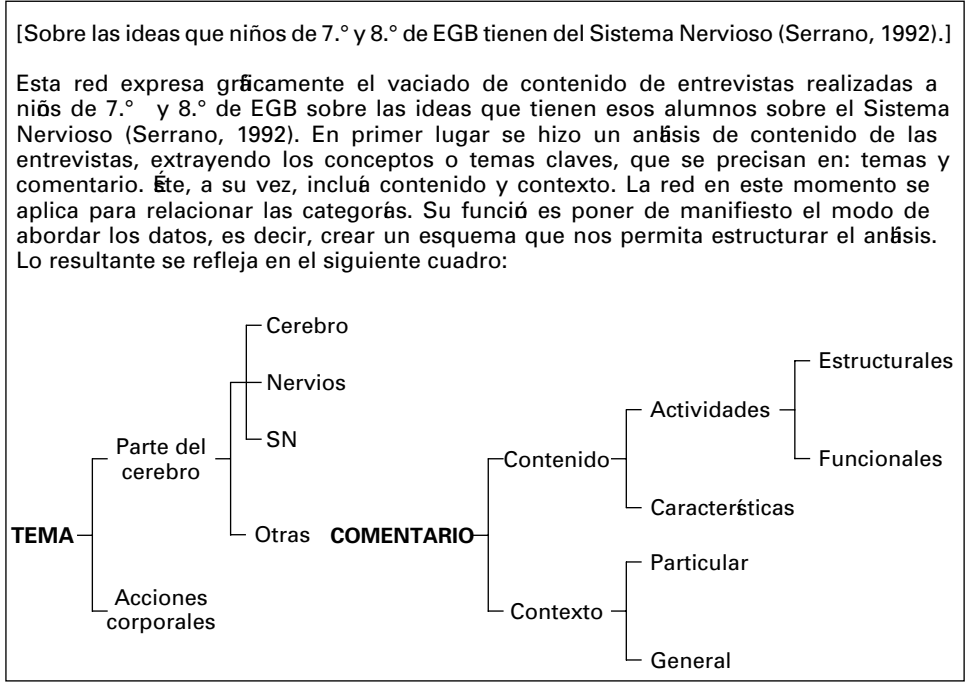 [Sobre las ideas que niños de 7.° y 8.° de EGB tienen del Sistema Nervioso (Serrano, 1992).]
Esta red expresa gráficamente el vaciado de contenido de entrevistas realizadas a
niños de 7.° y 8.° de EGB sobre las ideas que tienen esos alumnos sobre el Sistema
Nervioso (Serrano, 1992). En primer lugar se hizo un análisis de contenido de las
entrevistas, extrayendo los conceptos o temas claves, que se precisan en: temas y
comentario. Éste, a su vez, incluía contenido y contexto. La red en este momento se
aplica para relacionar las categorías. Su función es poner de manifiesto el modo de
abordar los datos, es decir, crear un esquema que nos permita estructurar el análisis.
Lo resultante se refleja en el siguiente cuadro:
TEMA
Parte del
cerebro
Cerebro
Nervios
SN
Otras
Acciones
corporales
COMENTARIO
Contenido
Actividades
Estructurales
Funcionales
Características
Contexto
Particular
General